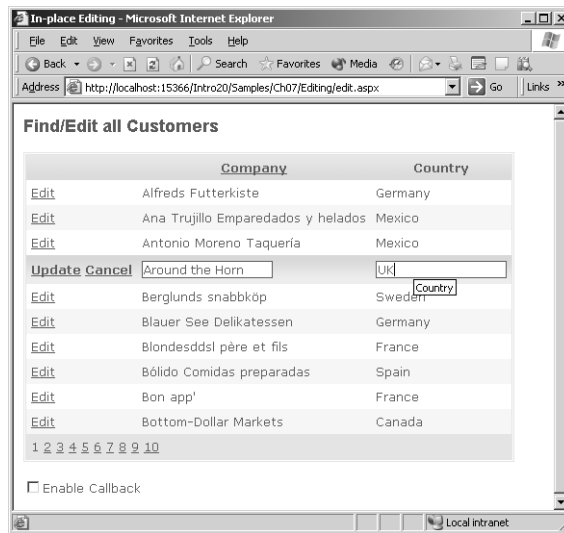 In-place Editing - Microsoft Internet Explorer
File Edit View Favorites Tools Help
Back Search Favorites Media
Address http://localhost:15366/Intro20/Samples/Ch07/Editing/edit.aspx Go Links »
Find/Edit all Customers
Company Country
Edit Alfreds Futterkiste Germany
Edit Ana Trujillo Emparedados y helados Mexico
Edit Antonio Moreno Taquería Mexico
Update Cancel Around the Horn UK
Country
Edit Berglunds snabbköp Sweden
Edit Blauer See Delikatessen Germany
Edit Blondesddsl père et fils France
Edit Bólido Comidas preparadas Spain
Edit Bon app' France
Edit Bottom-Dollar Markets Canada
1 2 3 4 5 6 7 8 9 10
Enable Callback
Local intranet